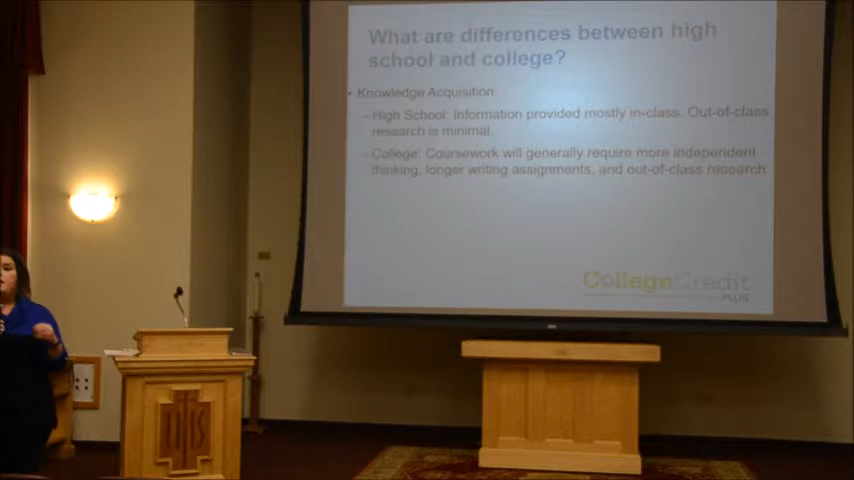 What are differences between high
school and college?
• Knowledge Acquisition:
– High School: Information provided mostly in-class. Out-of-class
research is minimal.
– College: Coursework will generally require more independent
thinking, longer writing assignments, and out-of-class research
CollegeCredit
PLUS
IHS